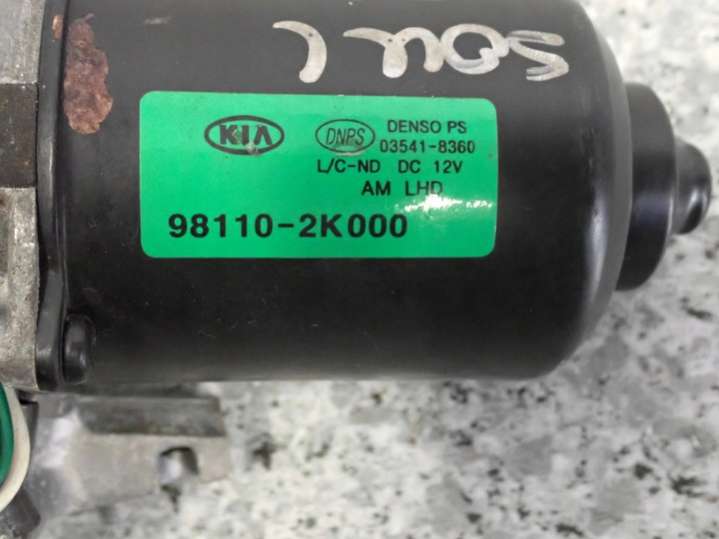 SOUL
KIA
DNPS
DENSO PS
03541-8360
L/C-ND DC 12V
AM LHD
98110-2K000